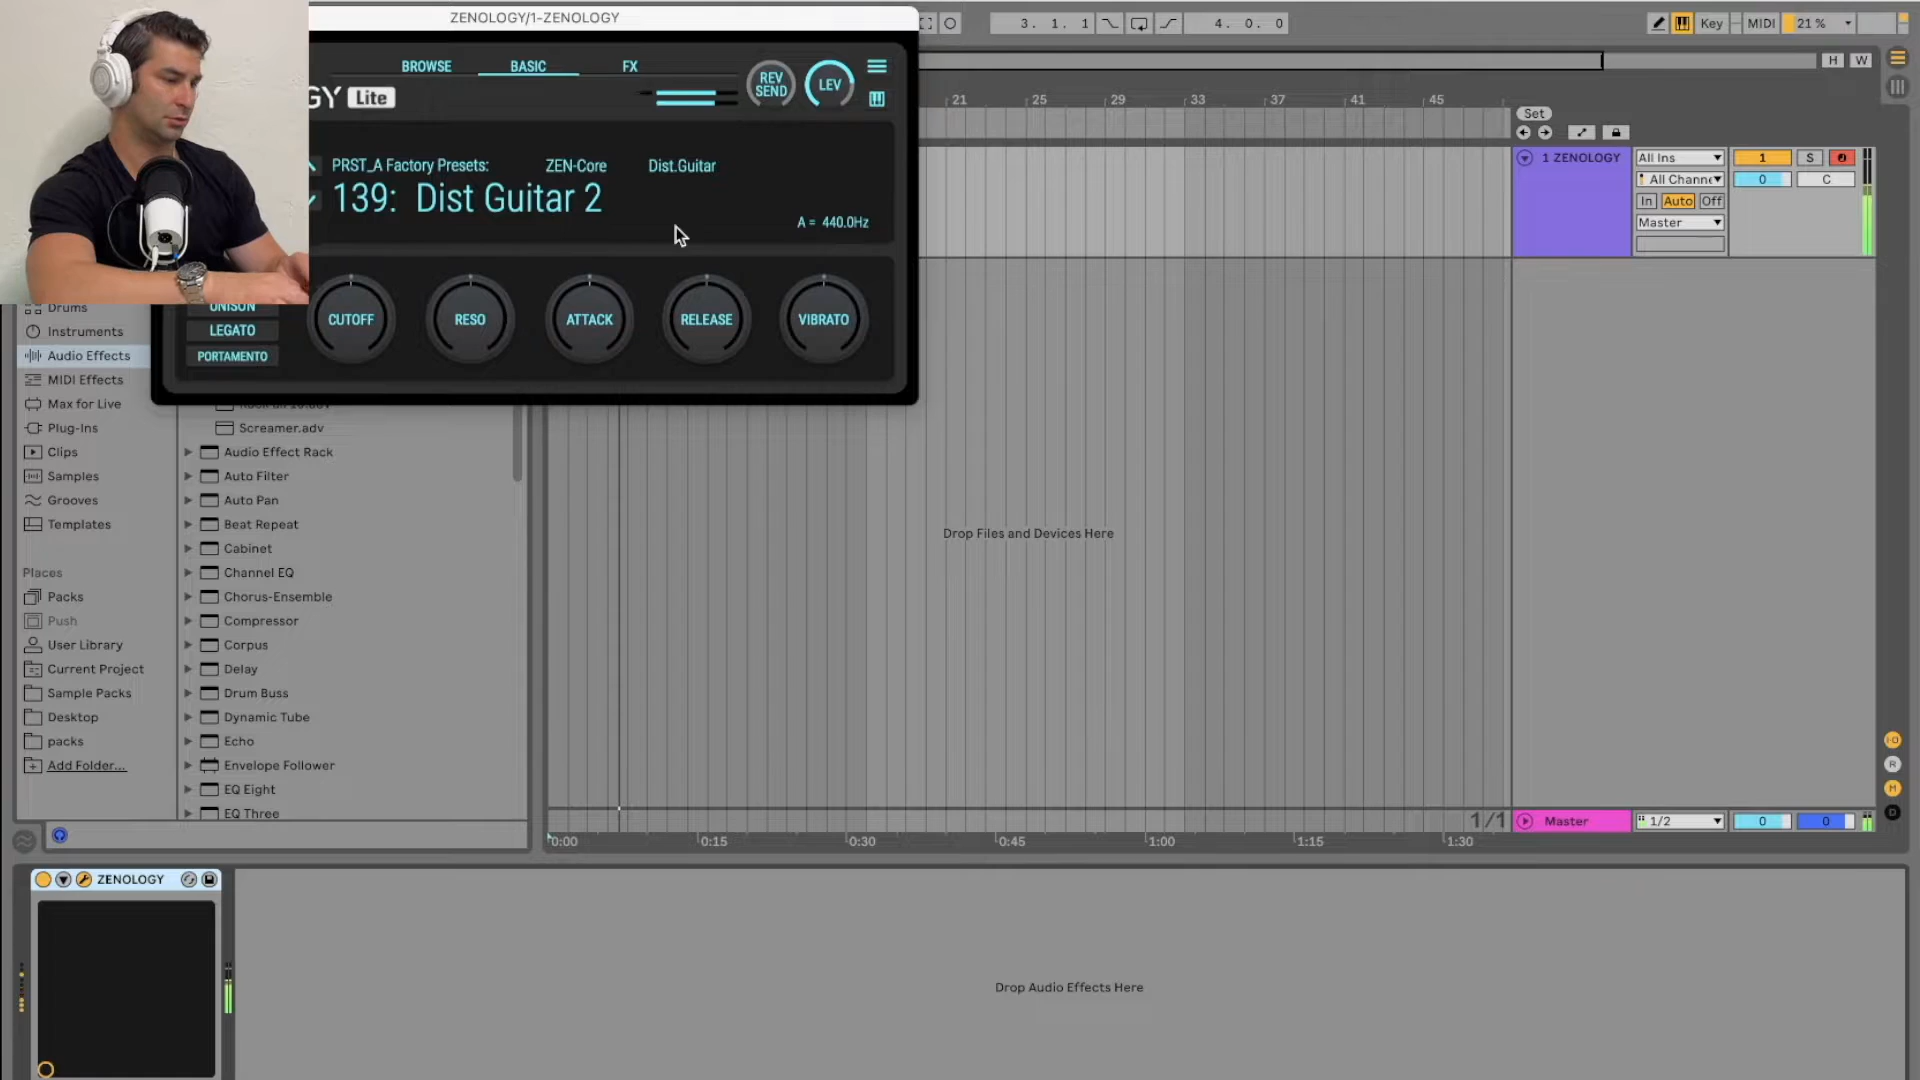 ZENOLOGY/1-ZENOLOGY
3. 1. 1
4. 0. 0
Key
MIDI
21 %
BROWSE
BASIC
FX
REV SEND
LEV
GY Lite
H
W
21
25
29
33
37
41
45
Set
PRST_A Factory Presets:
ZEN-Core
Dist.Guitar
139: Dist Guitar 2
A = 440.0Hz
1 ZENOLOGY
All Ins
1
S
All Channe
0
C
In
Auto
Off
Master
UNISON
LEGATO
PORTAMENTO
CUTOFF
RESO
ATTACK
RELEASE
VIBRATO
Drums
Instruments
Audio Effects
MIDI Effects
Max for Live
Plug-Ins
Clips
Samples
Grooves
Templates
Places
Packs
Push
User Library
Current Project
Sample Packs
Desktop
packs
Add Folder...
Screamer.adv
Audio Effect Rack
Auto Filter
Auto Pan
Beat Repeat
Cabinet
Channel EQ
Chorus-Ensemble
Compressor
Corpus
Delay
Drum Buss
Dynamic Tube
Echo
Envelope Follower
EQ Eight
EQ Three
Drop Files and Devices Here
I·O
R
M
D
1/1
Master
1/2
0
0
0:00
0:15
0:30
0:45
1:00
1:15
1:30
ZENOLOGY
Drop Audio Effects Here